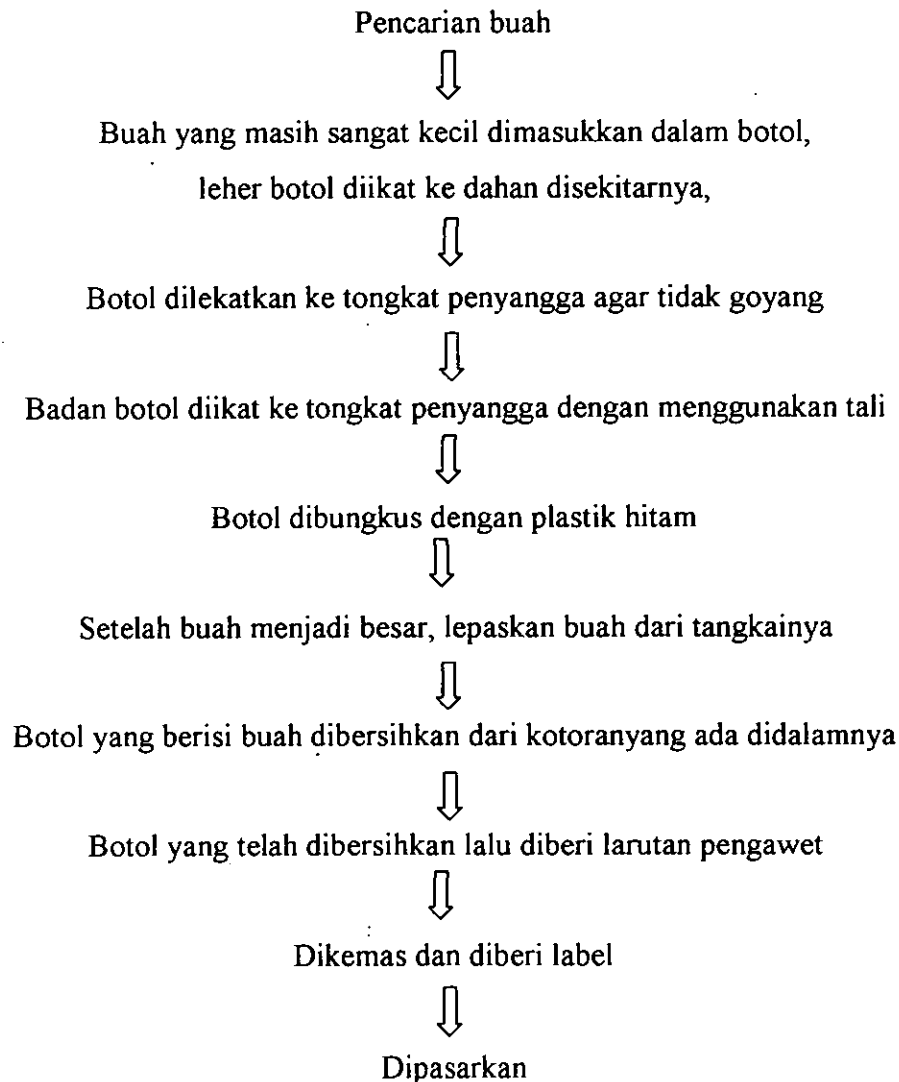 Pencarian buah
Buah yang masih sangat kecil dimasukkan dalam botol,
leher botol diikat ke dahan disekitarnya,
Botol dilekatkan ke tongkat penyangga agar tidak goyang
Badan botol diikat ke tongkat penyangga dengan menggunakan tali
Botol dibungkus dengan plastik hitam
Setelah buah menjadi besar, lepaskan buah dari tangkainya
Botol yang berisi buah dibersihkan dari kotoranyang ada didalamnya
Botol yang telah dibersihkan lalu diberi larutan pengawet
Dikemas dan diberi label
Dipasarkan